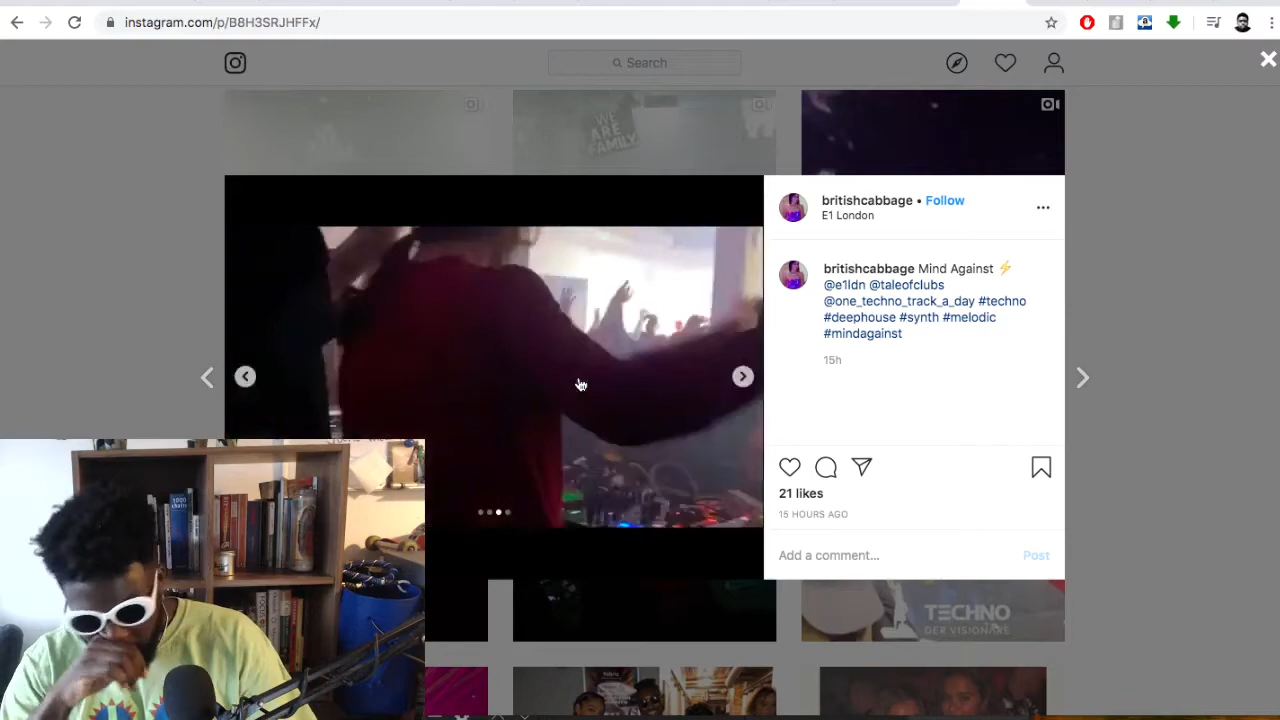 instagram.com/p/B8H3SRJHFFx/
Search
WE
ARE
FAMILY
britishcabbage • Follow
E1 London
britishcabbage Mind Against ⚡
@e1ldn @taleofclubs
@one_techno_track_a_day #techno
#deephouse #synth #melodic
#mindagainst
15h
21 likes
15 HOURS AGO
Add a comment... Post
TECHNO
DER VISIONÄRE